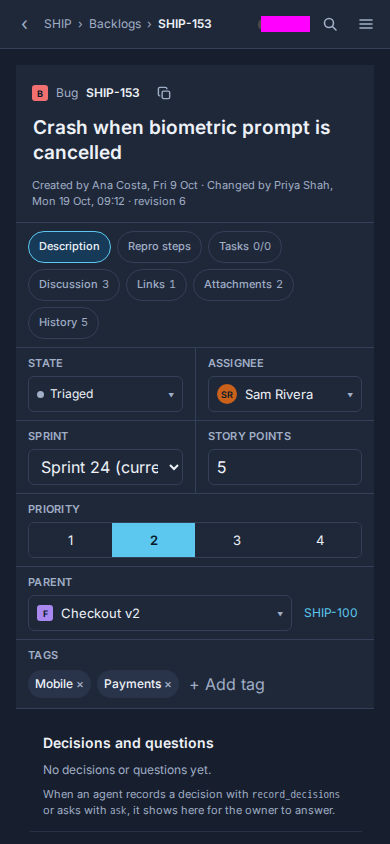 SHIP › Backlogs › SHIP-153
B Bug SHIP-153
Crash when biometric prompt is
cancelled
Created by Ana Costa, Fri 9 Oct · Changed by Priya Shah,
Mon 19 Oct, 09:12 · revision 6
Description Repro steps Tasks 0/0
Discussion 3 Links 1 Attachments 2
History 5
STATE ASSIGNEE
Triaged SR Sam Rivera
SPRINT STORY POINTS
Sprint 24 (curre 5
PRIORITY
1 2 3 4
PARENT
F Checkout v2 SHIP-100
TAGS
Mobile × Payments × + Add tag
Decisions and questions
No decisions or questions yet.
When an agent records a decision with record_decisions
or asks with ask, it shows here for the owner to answer.